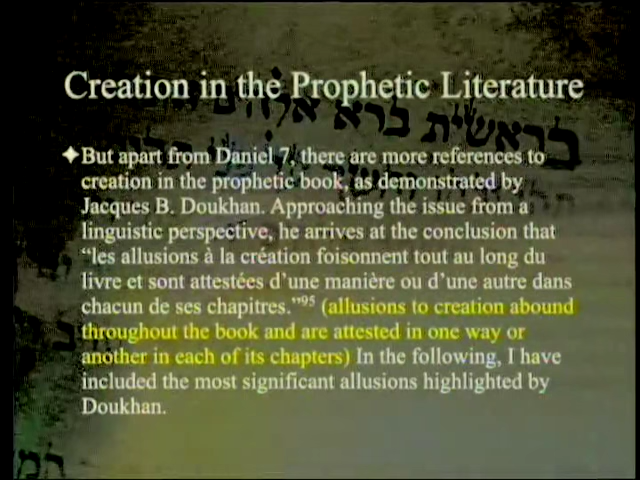 Creation in the Prophetic Literature
בראשית ברא אלהים
✦But apart from Daniel 7, there are more references to
creation in the prophetic book, as demonstrated by
Jacques B. Doukhan. Approaching the issue from a
linguistic perspective, he arrives at the conclusion that
“les allusions à la création foisonnent tout au long du
livre et sont attestées d’une manière ou d’une autre dans
chacun de ses chapitres.”95 (allusions to creation abound
throughout the book and are attested in one way or
another in each of its chapters) In the following, I have
included the most significant allusions highlighted by
Doukhan.